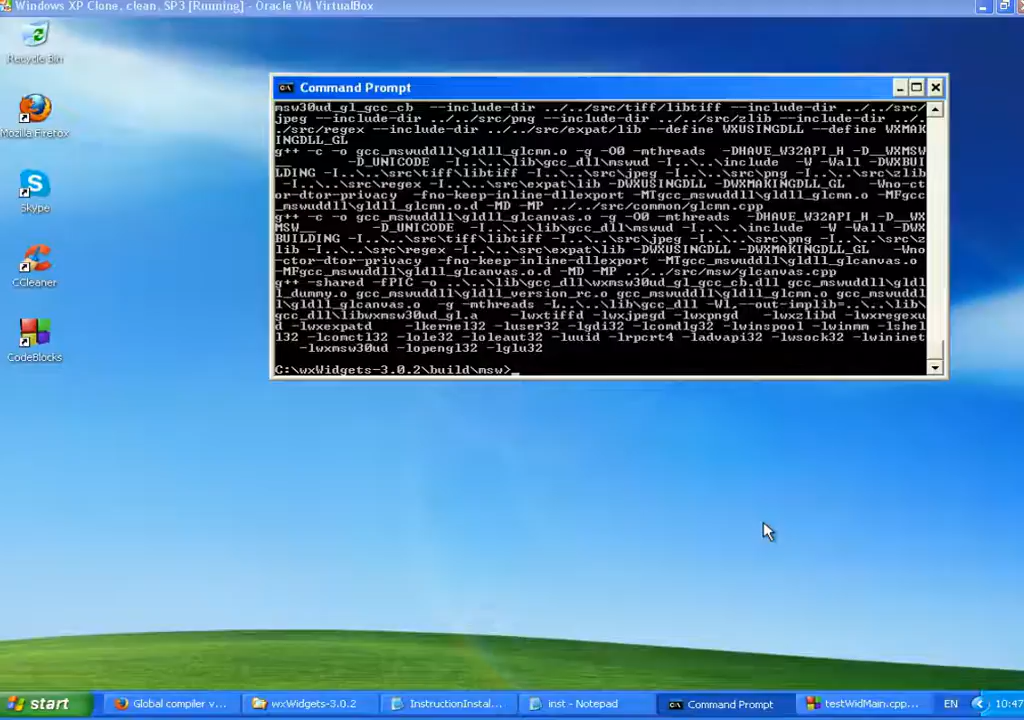 Windows XP Clone, clean, SP3 [Running] - Oracle VM VirtualBox
Recycle Bin
Mozilla Firefox
Skype
CCleaner
CodeBlocks
Command Prompt
msw30ud_gl_gcc_cb  --include-dir ../../src/tiff/libtiff --include-dir ../../src/
jpeg --include-dir ../../src/png --include-dir ../../src/zlib --include-dir ../.
./src/regex --include-dir ../../src/expat/lib --define WXUSINGDLL --define WXMAK
INGDLL_GL
g++ -c -o gcc_mswuddll\gldll_glcmn.o -g -O0 -mthreads  -DHAVE_W32API_H -D__WXMSW
__      -D_UNICODE -I..\..\lib\gcc_dll\mswud -I..\..\include -W -Wall -DWXBUI
LDING -I..\..\src\tiff\libtiff -I..\..\src\jpeg -I..\..\src\png -I..\..\src\zlib
 -I..\..\src\regex -I..\..\src\expat\lib -DWXUSINGDLL -DWXMAKINGDLL_GL  -Wno-ct
or-dtor-privacy -fno-keep-inline-dllexport -MTgcc_mswuddll\gldll_glcmn.o -MFgcc
_mswuddll\gldll_glcmn.o.d -MD -MP ../../src/common/glcmn.cpp
g++ -c -o gcc_mswuddll\gldll_glcanvas.o -g -O0 -mthreads  -DHAVE_W32API_H -D__WX
MSW__      -D_UNICODE -I..\..\lib\gcc_dll\mswud -I..\..\include -W -Wall -DWX
BUILDING -I..\..\src\tiff\libtiff -I..\..\src\jpeg -I..\..\src\png -I..\..\src\z
lib -I..\..\src\regex -I..\..\src\expat\lib -DWXUSINGDLL -DWXMAKINGDLL_GL  -Wno
-ctor-dtor-privacy  -fno-keep-inline-dllexport -MTgcc_mswuddll\gldll_glcanvas.o
-MFgcc_mswuddll\gldll_glcanvas.o.d -MD -MP ../../src/msw/glcanvas.cpp
g++ -shared -fPIC -o ..\..\lib\gcc_dll\wxmsw30ud_gl_gcc_cb.dll gcc_mswuddll\gldl
l_dummy.o gcc_mswuddll\gldll_version_rc.o gcc_mswuddll\gldll_glcmn.o gcc_mswuddl
l\gldll_glcanvas.o -g -mthreads -L..\..\lib\gcc_dll -Wl,--out-implib=..\..\lib\
gcc_dll\libwxmsw30ud_gl.a    -lwxtiffd -lwxjpegd -lwxpngd   -lwxzlibd -lwxregexu
d -lwxexpatd   -lkernel32 -luser32 -lgdi32 -lcomdlg32 -lwinspool -lwinmm -lshel
l32 -lcomctl32 -lole32 -loleaut32 -luuid -lrpcrt4 -ladvapi32 -lwsock32 -lwininet
   -lwxmsw30ud -lopengl32 -lglu32
C:\wxWidgets-3.0.2\build\msw>_
start
Global compiler v...
wxWidgets-3.0.2
InstructionInstal...
inst - Notepad
Command Prompt
testWidMain.cpp...
EN
10:47